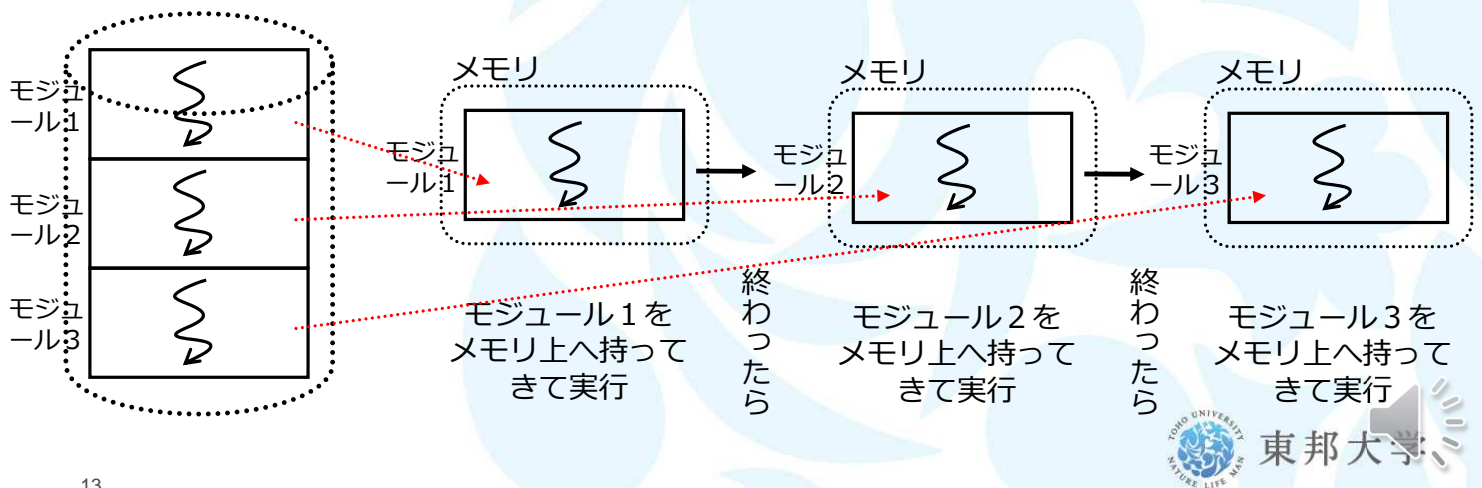 モジュ
ール1
モジュ
ール2
モジュ
ール3
メモリ
モジュ
ール1
メモリ
モジュ
ール2
メモリ
モジュ
ール3
モジュール１を
メモリ上へ持って
きて実行
終わったら
モジュール２を
メモリ上へ持って
きて実行
終わったら
モジュール３を
メモリ上へ持って
きて実行
TOHO UNIVERSITY
NATURE LIFE MAN
東邦大学
13